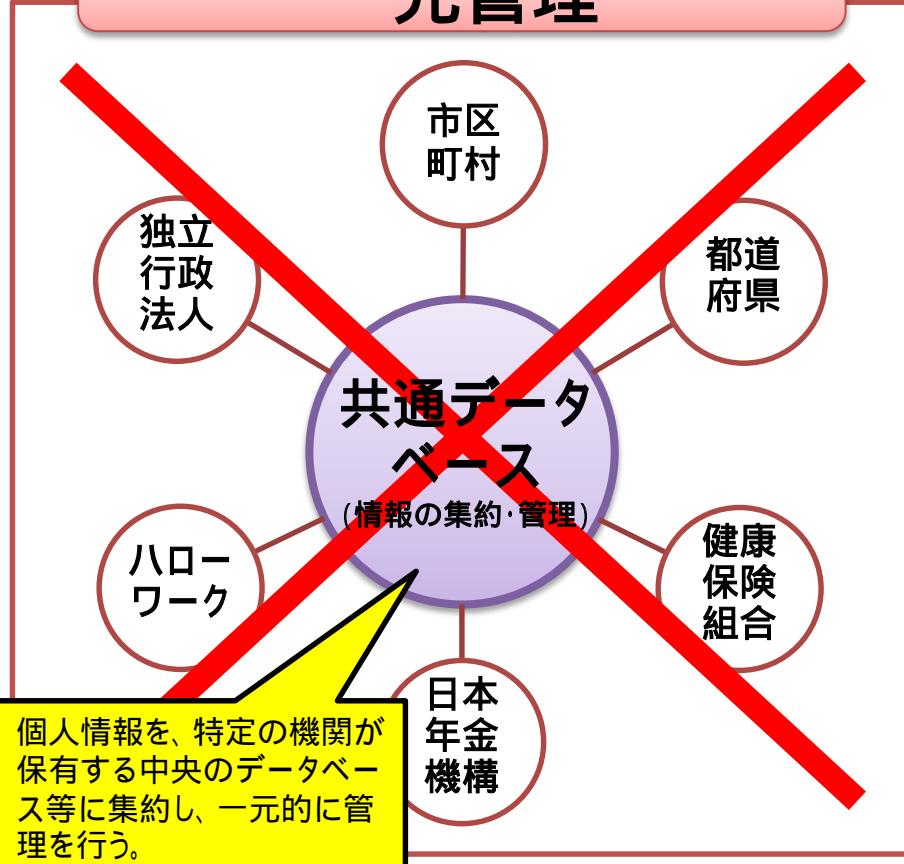 元管理
市区
町村
独立
行政
法人
都道
府県
共通データ
ベース
(情報の集約・管理)
ハロー
ワーク
健康
保険
組合
日本
年金
機構
個人情報を、特定の機関が
保有する中央のデータベー
ス等に集約し、一元的に管
理を行う。